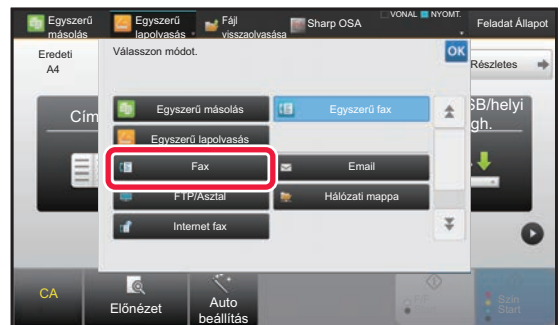 Egyszerű
másolás
Egyszerű
lapolvasás
Fájl
visszaolvasása
Sharp OSA
VONAL
NYOMT.
Feladat Állapot
Eredeti
A4
Válasszon módot.
OK
Részletes
Cím
SB/helyi
gh.
Egyszerű másolás
Egyszerű fax
Egyszerű lapolvasás
Fax
Email
FTP/Asztal
Hálózati mappa
Internet fax
CA
Előnézet
Auto
beállítás
Start
Szín
Start